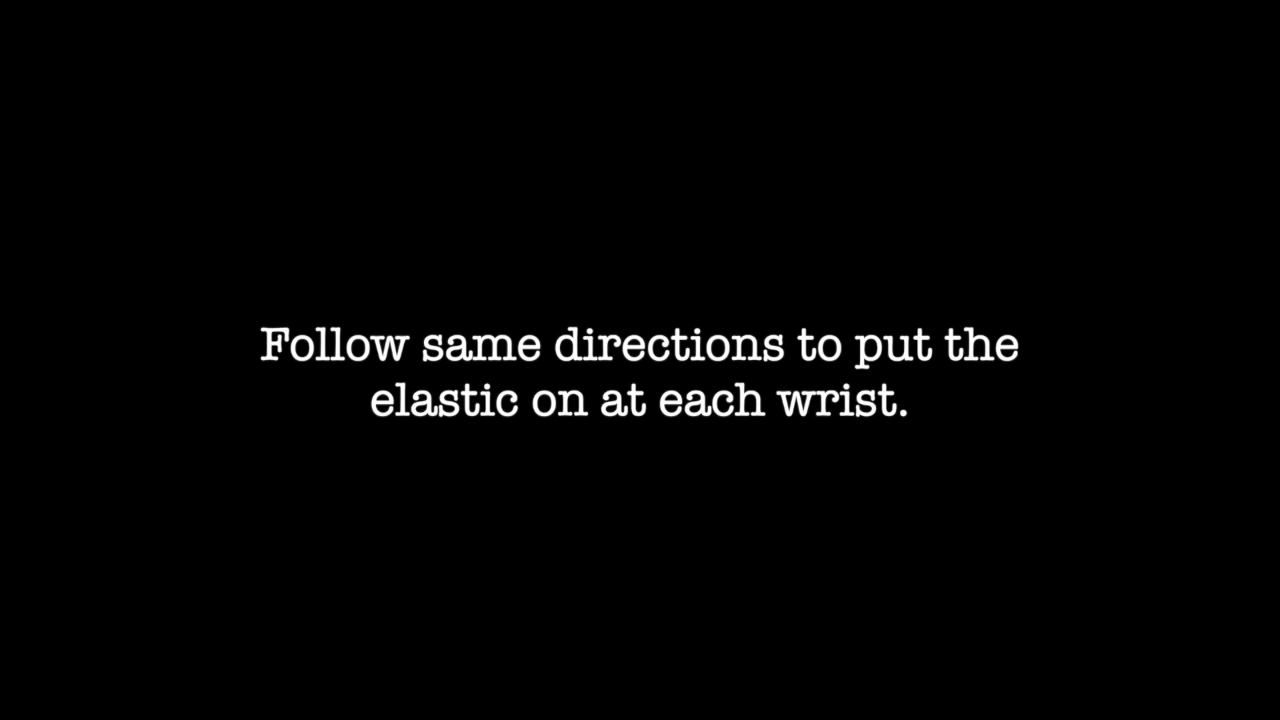 Follow same directions to put the
elastic on at each wrist.